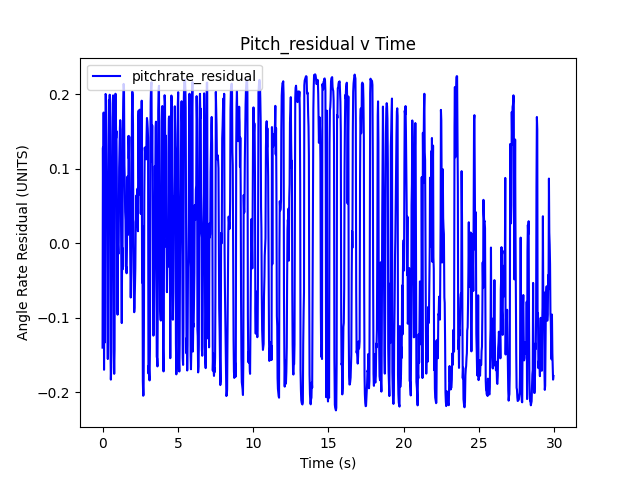 Pitch_residual v Time
pitchrate_residual
Angle Rate Residual (UNITS)
0.2
0.1
0.0
−0.1
−0.2
0 5 10 15 20 25 30
Time (s)